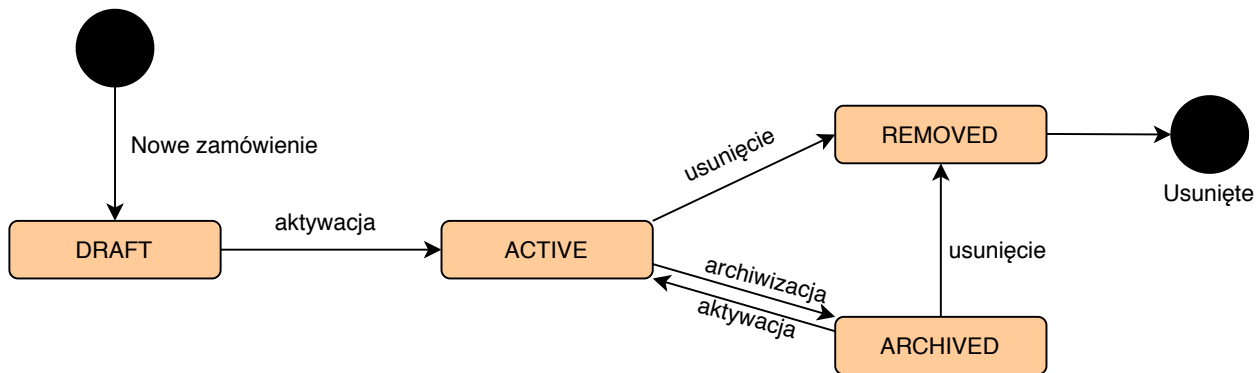 Nowe zamówienie
DRAFT
aktywacja
ACTIVE
usunięcie
REMOVED
Usunięte
archiwizacja
aktywacja
usunięcie
ARCHIVED